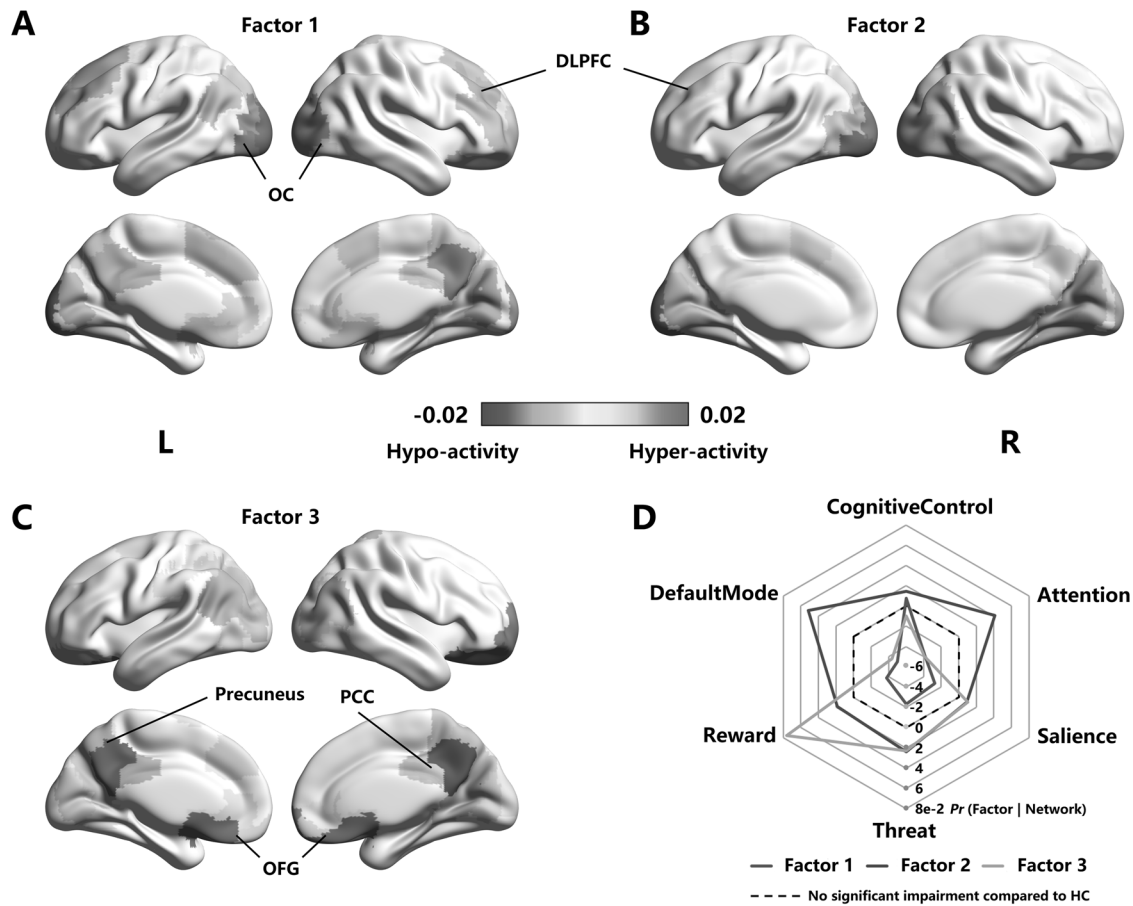 A
Factor 1
B
Factor 2
DLPFC
OC
-0.02
0.02
Hypo-activity
Hyper-activity
L
R
C
Factor 3
Precuneus
PCC
OFG
D
CognitiveControl
DefaultMode
Attention
Reward
Salience
-6
-4
-2
0
2
4
6
8e-2 Pr (Factor | Network)
Threat
Factor 1
Factor 2
Factor 3
No significant impairment compared to HC